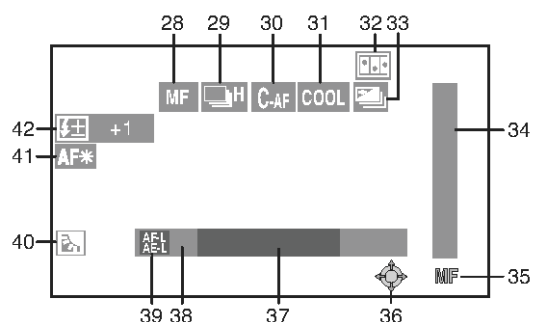 28 29 30 31 32 33
MF H C-AF COOL
42 +1 34
41 AF*
40 AF-L
AE-L
MF 35
39 38 37 36